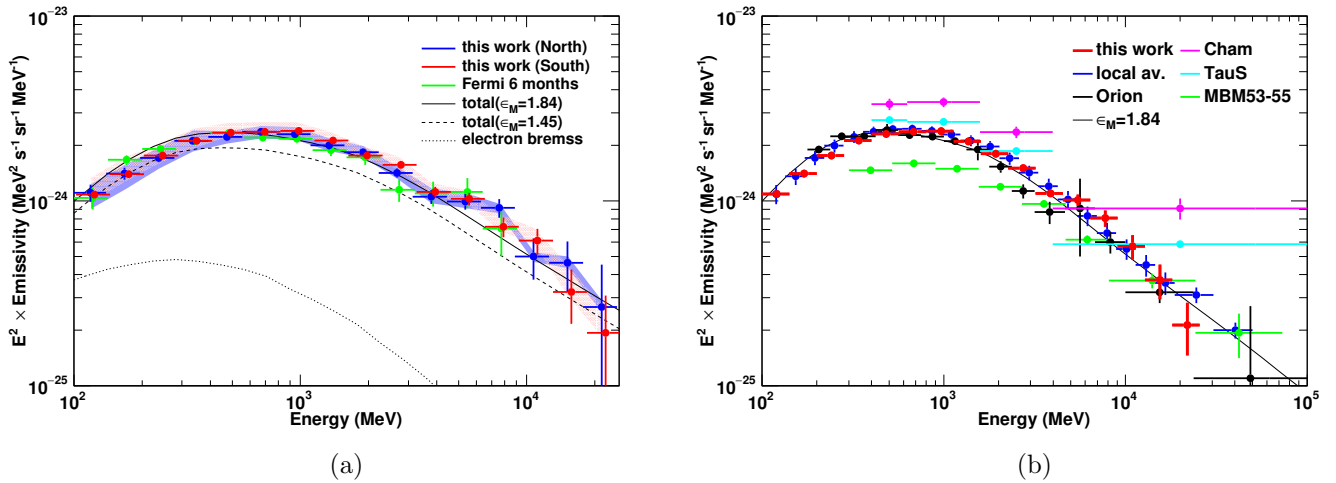 10⁻²³
10⁻²⁴
10⁻²⁵
E² × Emissivity (MeV² s⁻¹ sr⁻¹ MeV⁻¹)
this work (North)
this work (South)
Fermi 6 months
total(ϵ_M=1.84)
total(ϵ_M=1.45)
electron bremss
10² 10³ 10⁴
Energy (MeV)
(a)
10⁻²³
10⁻²⁴
10⁻²⁵
E² × Emissivity (MeV² s⁻¹ sr⁻¹ MeV⁻¹)
this work
local av.
Orion
ϵ_M=1.84
Cham
TauS
MBM53-55
10² 10³ 10⁴ 10⁵
Energy (MeV)
(b)